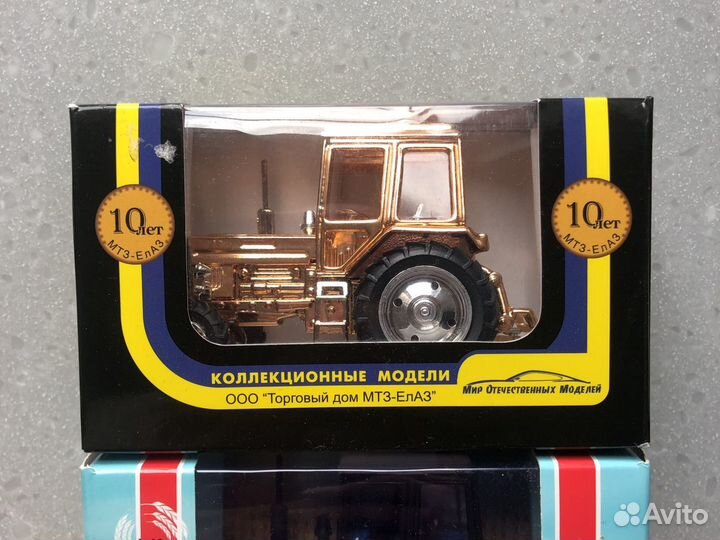 10 лет
МТЗ-ЕлАЗ
10 лет
МТЗ-ЕлАЗ
КОЛЛЕКЦИОННЫЕ МОДЕЛИ
ООО "Торговый дом МТЗ-ЕлАЗ"
Мир Отечественных Моделей
Avito